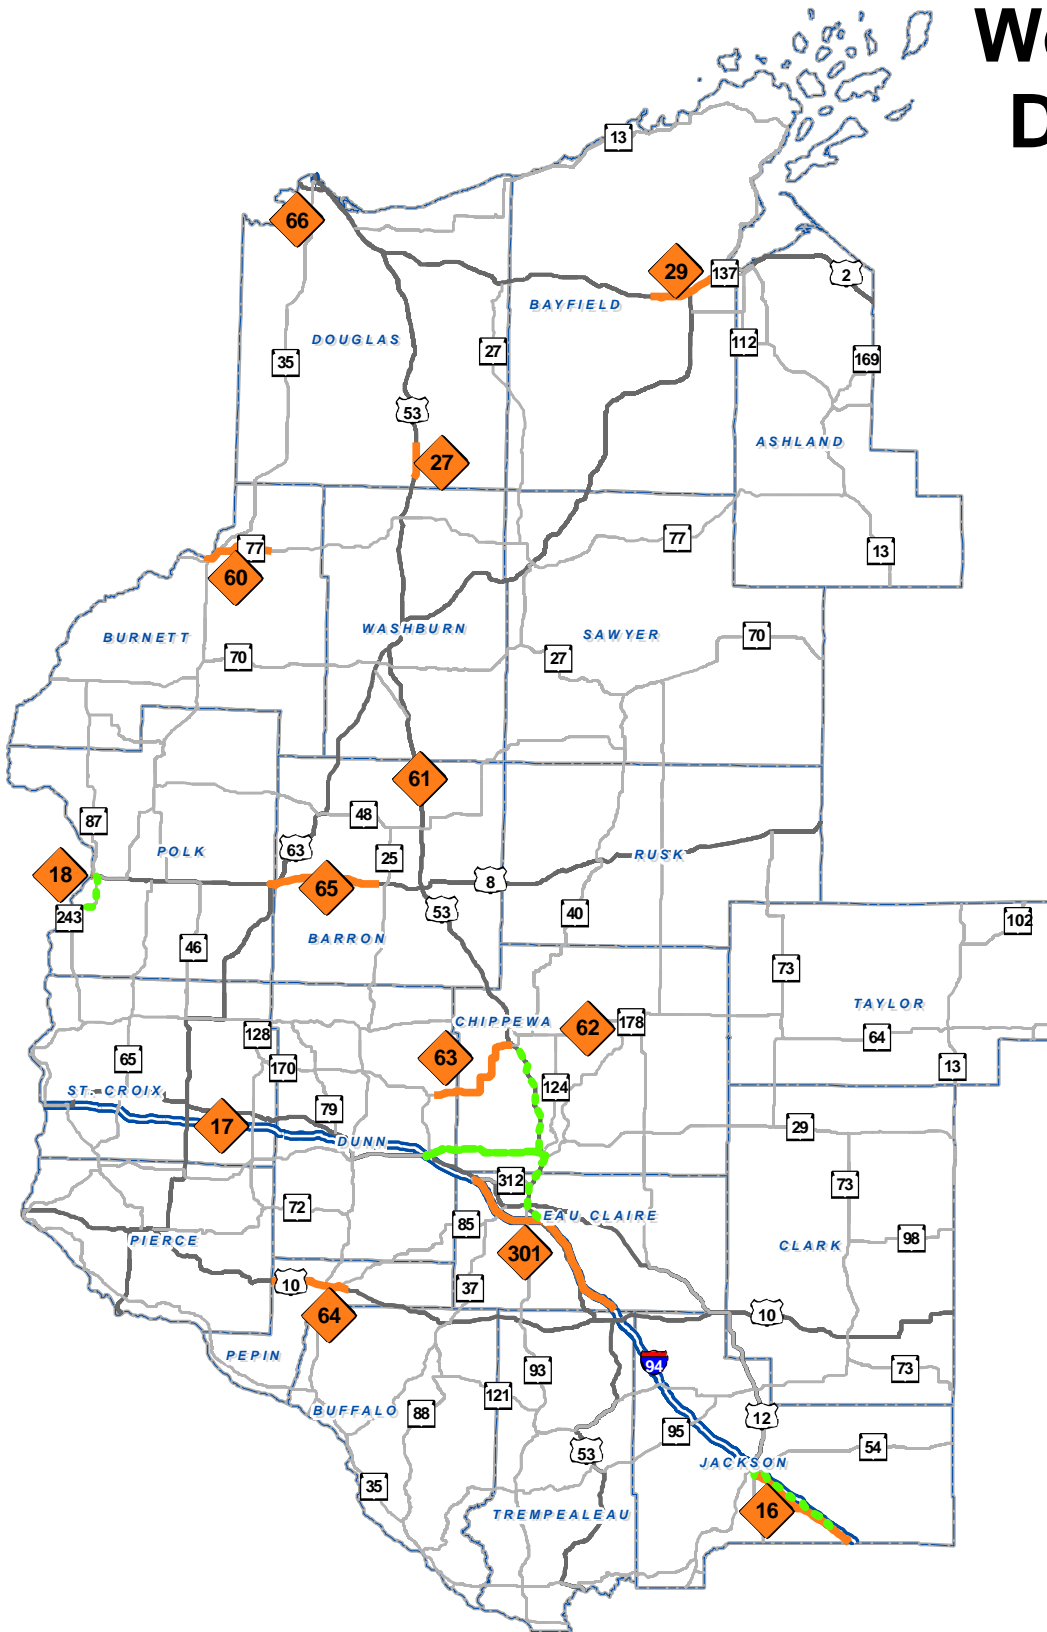 We
D
13
66
29
137
2
BAYFIELD
DOUGLAS
27
112
35
169
53
ASHLAND
27
77
77
13
60
BURNETT
WASHBURN
SAWYER
70
70
27
61
48
87
63
POLK
25
RUSK
18
65
8
243
53
40
102
BARRON
46
73
TAYLOR
CHIPPEWA
62
178
128
64
63
65
170
13
124
ST. CROIX
79
17
29
DUNN
312
73
72
EAU CLAIRE
85
98
PIERCE
CLARK
301
10
37
64
10
PEPIN
94
93
73
121
BUFFALO
88
12
95
54
53
JACKSON
35
16
TREMPEALEAU